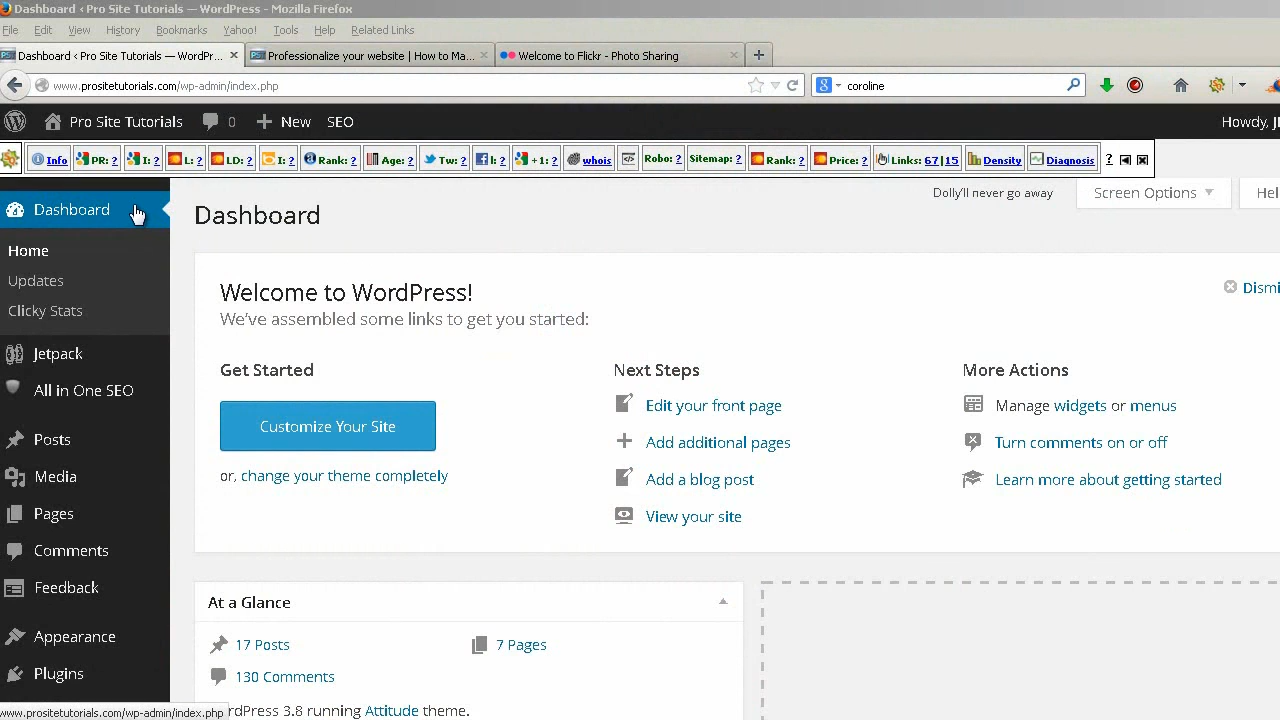 Dashboard ‹ Pro Site Tutorials — WordPress - Mozilla Firefox
File Edit View History Bookmarks Yahoo! Tools Help Related Links
Dashboard ‹ Pro Site Tutorials — WordPr... Professionalize your website | How to Ma... Welcome to Flickr - Photo Sharing
www.prositetutorials.com/wp-admin/index.php coroline
Pro Site Tutorials 0 New SEO Howdy, J
Info PR: ? I: ? L: ? LD: ? I: ? Rank: ? Age: ? Tw: ? I: ? +1: ? whois Robo: ? Sitemap: ? Rank: ? Price: ? Links: 67|15 Density Diagnosis ?
Dashboard
Dolly'll never go away Screen Options Hel
Dashboard
Home
Updates
Clicky Stats
Jetpack
All in One SEO
Posts
Media
Pages
Comments
Feedback
Appearance
Plugins
Welcome to WordPress!
We've assembled some links to get you started:
Dismi
Get Started
Customize Your Site
or, change your theme completely
Next Steps
Edit your front page
Add additional pages
Add a blog post
View your site
More Actions
Manage widgets or menus
Turn comments on or off
Learn more about getting started
At a Glance
17 Posts 7 Pages
130 Comments
rdPress 3.8 running Attitude theme.
www.prositetutorials.com/wp-admin/index.php